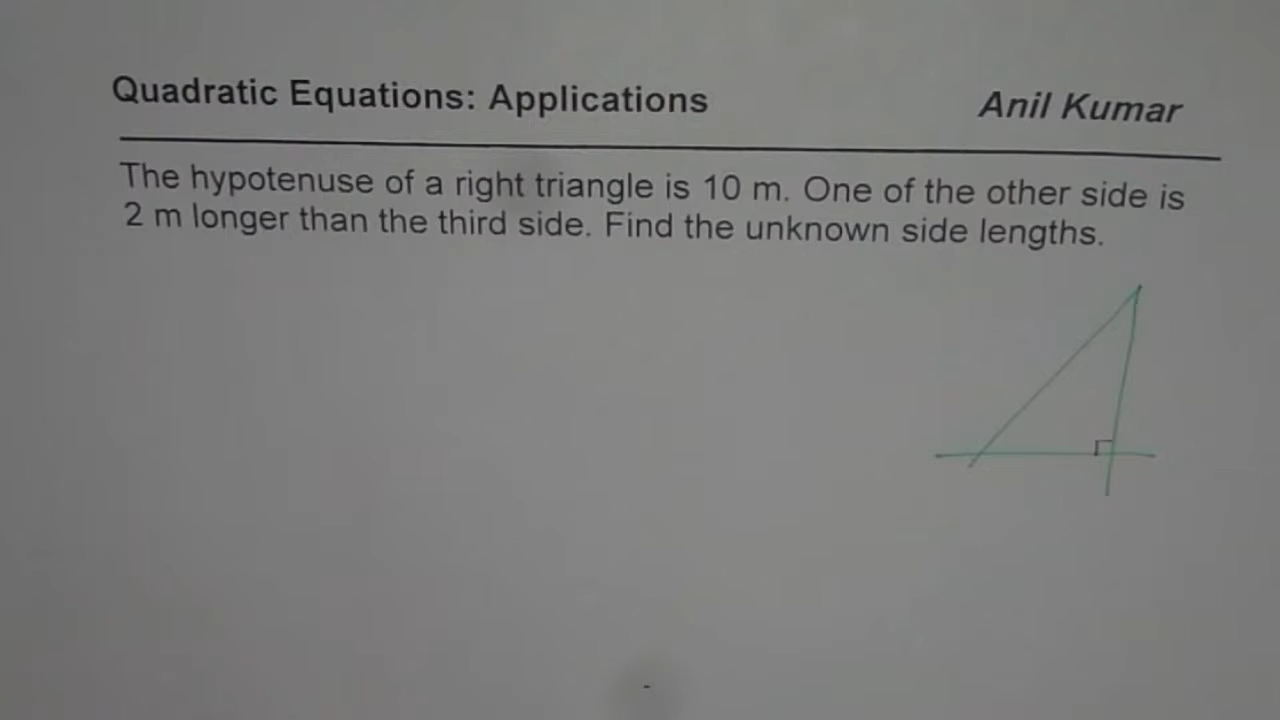 Quadratic Equations: Applications Anil Kumar
The hypotenuse of a right triangle is 10 m. One of the other side is
2 m longer than the third side. Find the unknown side lengths.